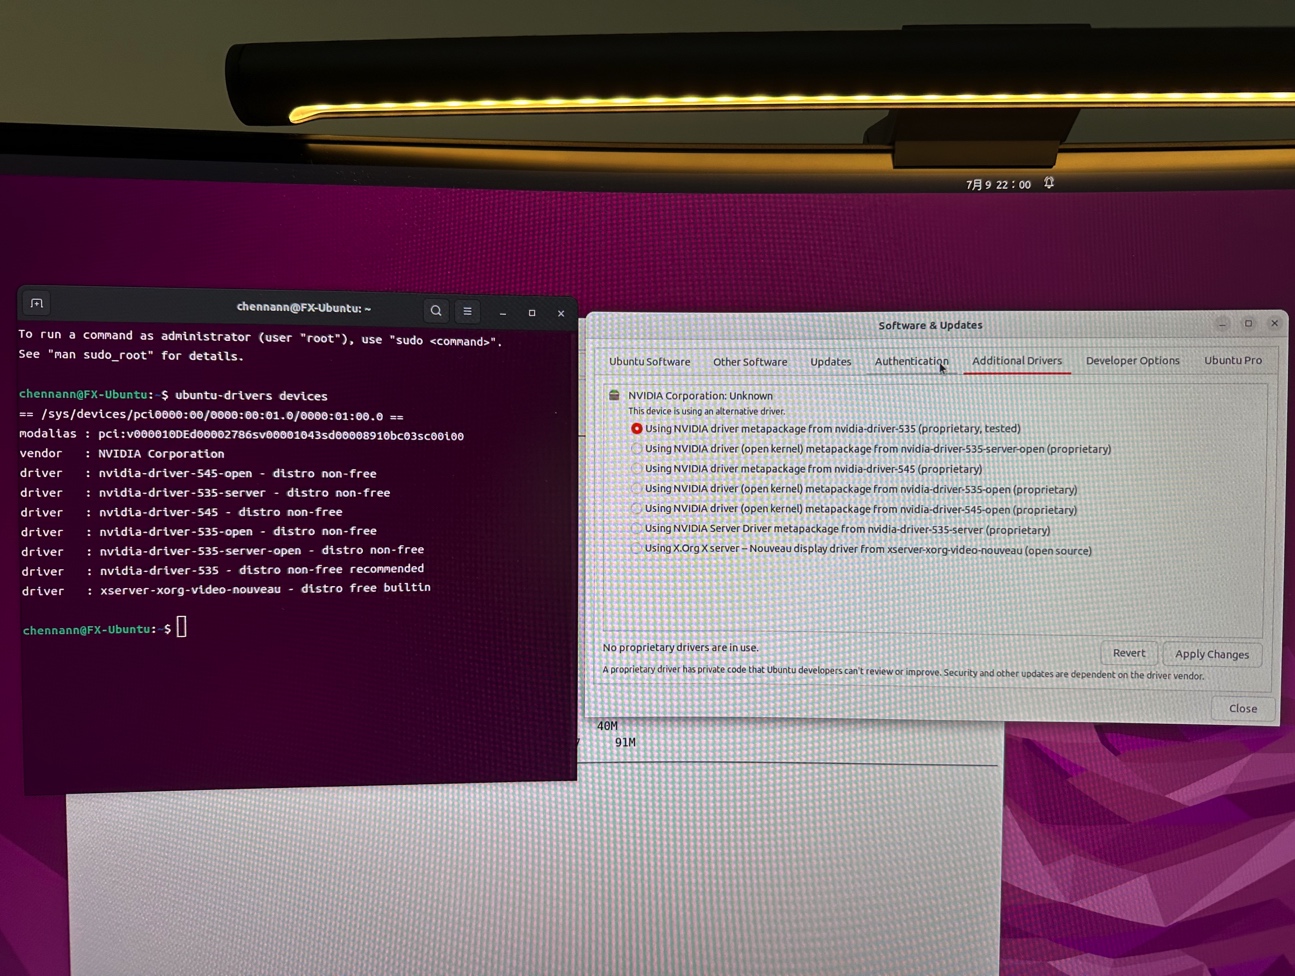 7月 9 22：00
chennann@FX-Ubuntu: ~
To run a command as administrator (user "root"), use "sudo <command>".
See "man sudo_root" for details.
chennann@FX-Ubuntu:~$ ubuntu-drivers devices
== /sys/devices/pci0000:00/0000:00:01.0/0000:01:00.0 ==
modalias : pci:v000010DEd00002786sv00001043sd00008910bc03sc00i00
vendor : NVIDIA Corporation
driver : nvidia-driver-545-open - distro non-free
driver : nvidia-driver-535-server - distro non-free
driver : nvidia-driver-545 - distro non-free
driver : nvidia-driver-535-open - distro non-free
driver : nvidia-driver-535-server-open - distro non-free
driver : nvidia-driver-535 - distro non-free recommended
driver : xserver-xorg-video-nouveau - distro free builtin
chennann@FX-Ubuntu:~$
Software & Updates
Ubuntu Software Other Software Updates Authentication Additional Drivers Developer Options Ubuntu Pro
NVIDIA Corporation: Unknown
This device is using an alternative driver.
Using NVIDIA driver metapackage from nvidia-driver-535 (proprietary, tested)
Using NVIDIA driver (open kernel) metapackage from nvidia-driver-535-server-open (proprietary)
Using NVIDIA driver metapackage from nvidia-driver-545 (proprietary)
Using NVIDIA driver (open kernel) metapackage from nvidia-driver-535-open (proprietary)
Using NVIDIA driver (open kernel) metapackage from nvidia-driver-545-open (proprietary)
Using NVIDIA Server Driver metapackage from nvidia-driver-535-server (proprietary)
Using X.Org X server – Nouveau display driver from xserver-xorg-video-nouveau (open source)
No proprietary drivers are in use.
Revert Apply Changes
A proprietary driver has private code that Ubuntu developers can't review or improve. Security and other updates are dependent on the driver vendor.
Close
40M
91M